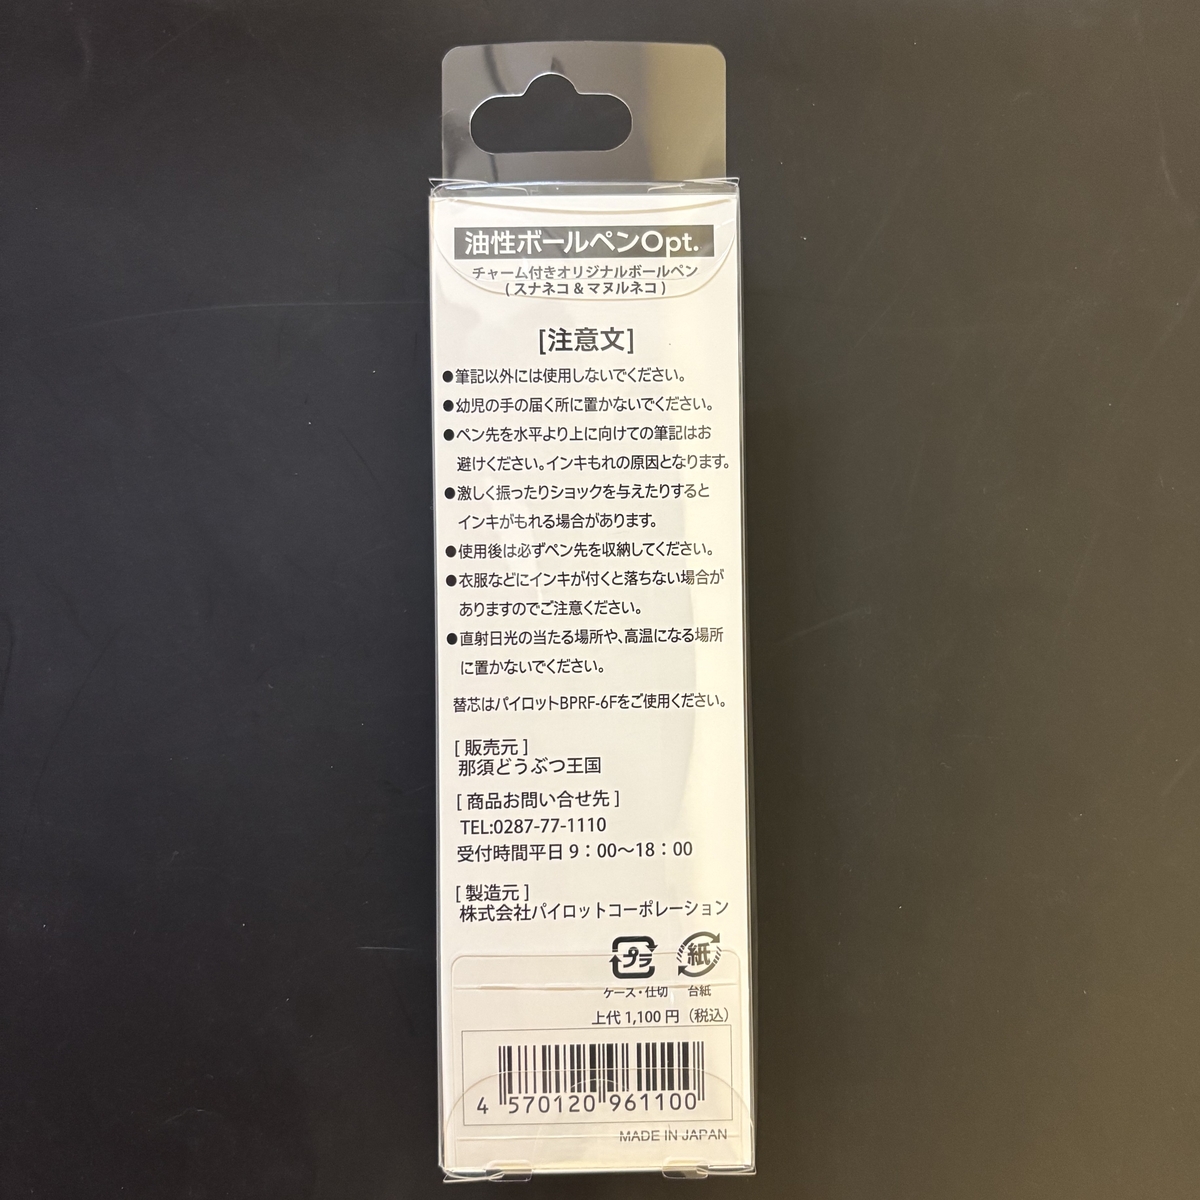 油性ボールペンOpt.
チャーム付きオリジナルボールペン
(スナネコ&マヌルネコ)
[注意文]
●筆記以外には使用しないでください。
●幼児の手の届く所に置かないでください。
●ペン先を水平より上に向けての筆記はお
避けください。インキもれの原因となります。
●激しく振ったりショックを与えたりすると
インキがもれる場合があります。
●使用後は必ずペン先を収納してください。
●衣服などにインキが付くと落ちない場合が
ありますのでご注意ください。
●直射日光の当たる場所や、高温になる場所
に置かないでください。
替芯はパイロットBPRF-6Fをご使用ください。
[販売元]
那須どうぶつ王国
[商品お問い合せ先]
TEL:0287-77-1110
受付時間平日9：00〜18：00
[製造元]
株式会社パイロットコーポレーション
プラ 紙
ケース・仕切 台紙
上代1,100円（税込）
4 570120 961100
MADE IN JAPAN